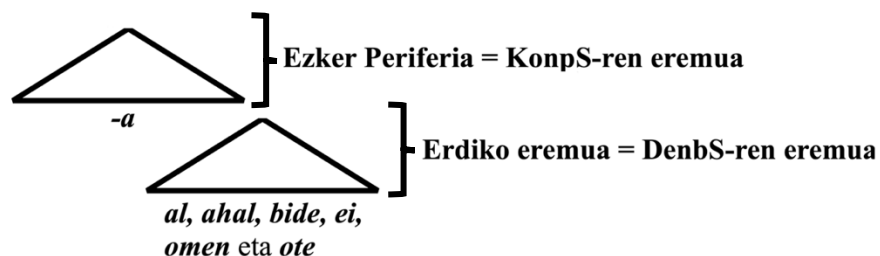 Ezker Periferia = KonpS-ren eremua
-a
Erdiko eremua = DenbS-ren eremua
al, ahal, bide, ei,
omen eta ote